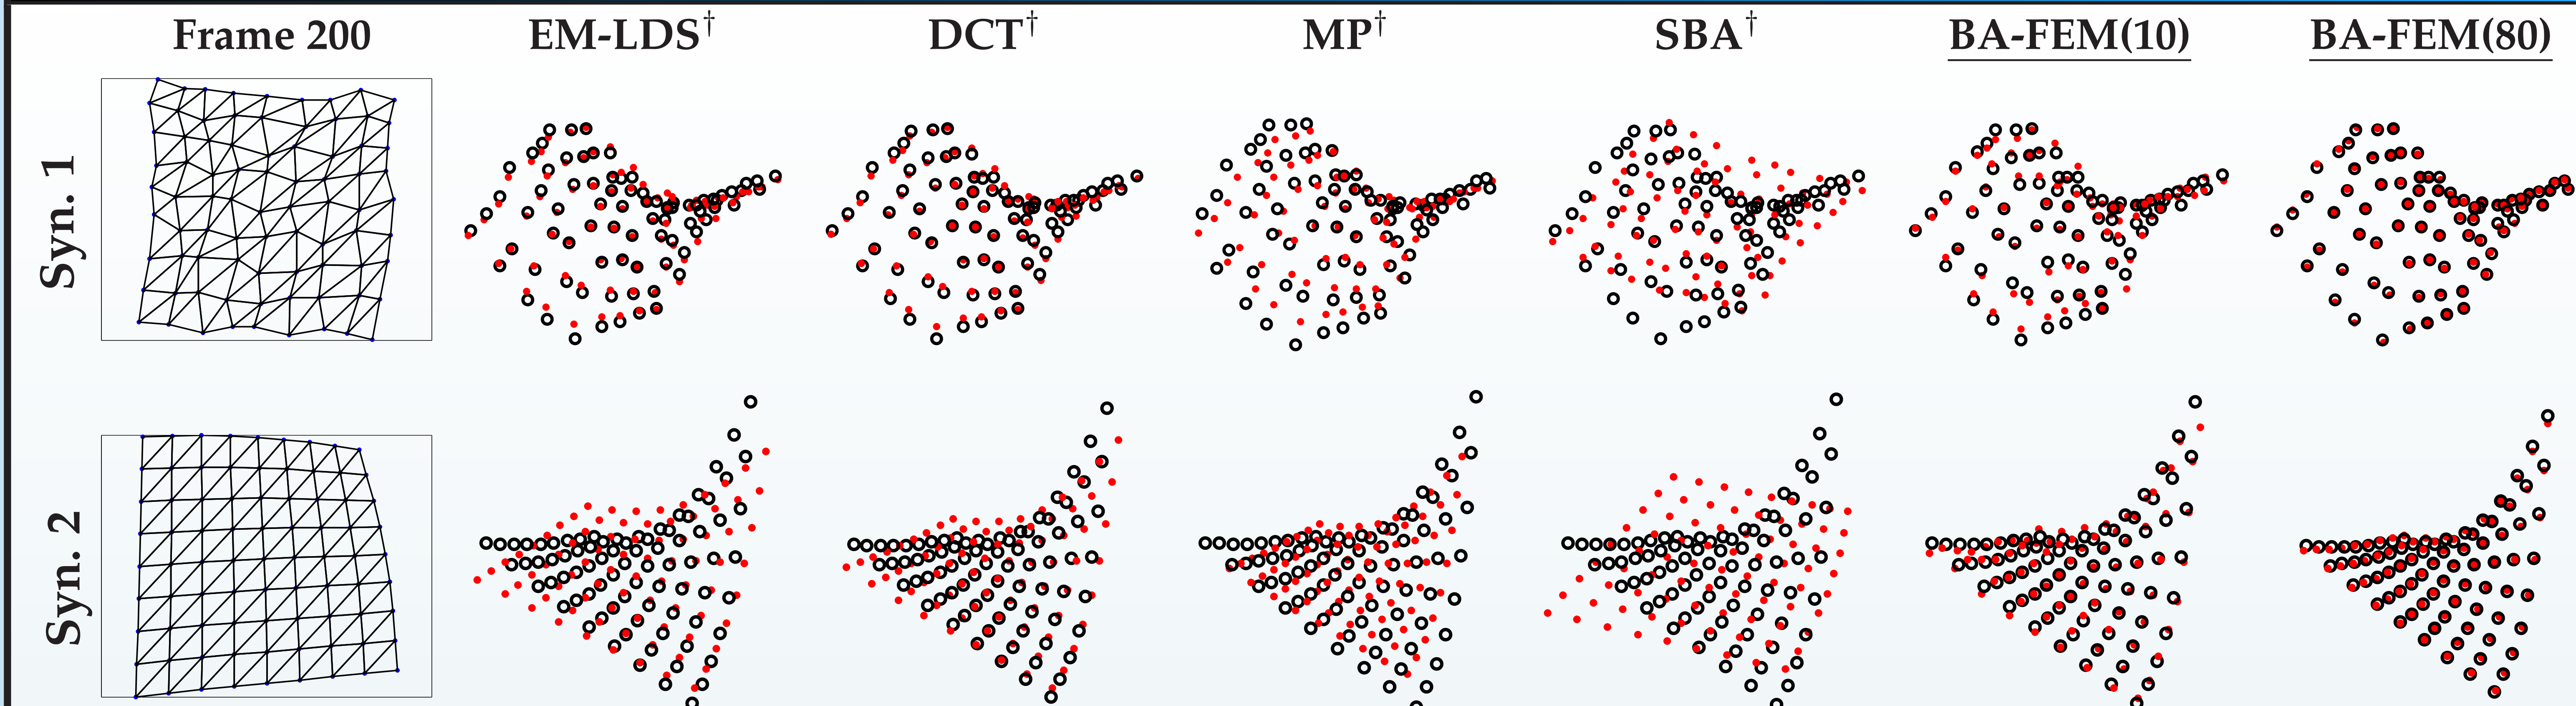 Frame 200 EM-LDS† DCT† MP† SBA† BA-FEM(10) BA-FEM(80)
Syn. 1
Syn. 2